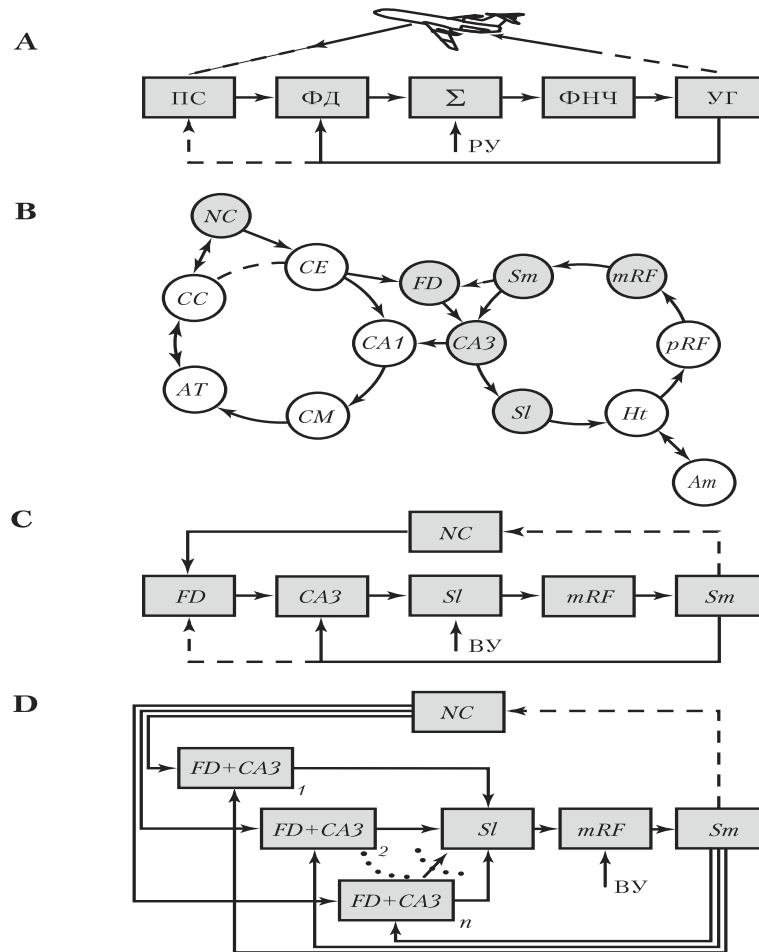 A
ПС ФД Σ ФНЧ УГ
РУ
B
NC
CE
FD Sm mRF
CC
CA1 CA3 pRF
AT
CM Sl Ht
Am
C
NC
FD CA3 Sl mRF Sm
ВУ
D
NC
FD+CA3 1
FD+CA3 2 Sl mRF Sm
ВУ
FD+CA3 n